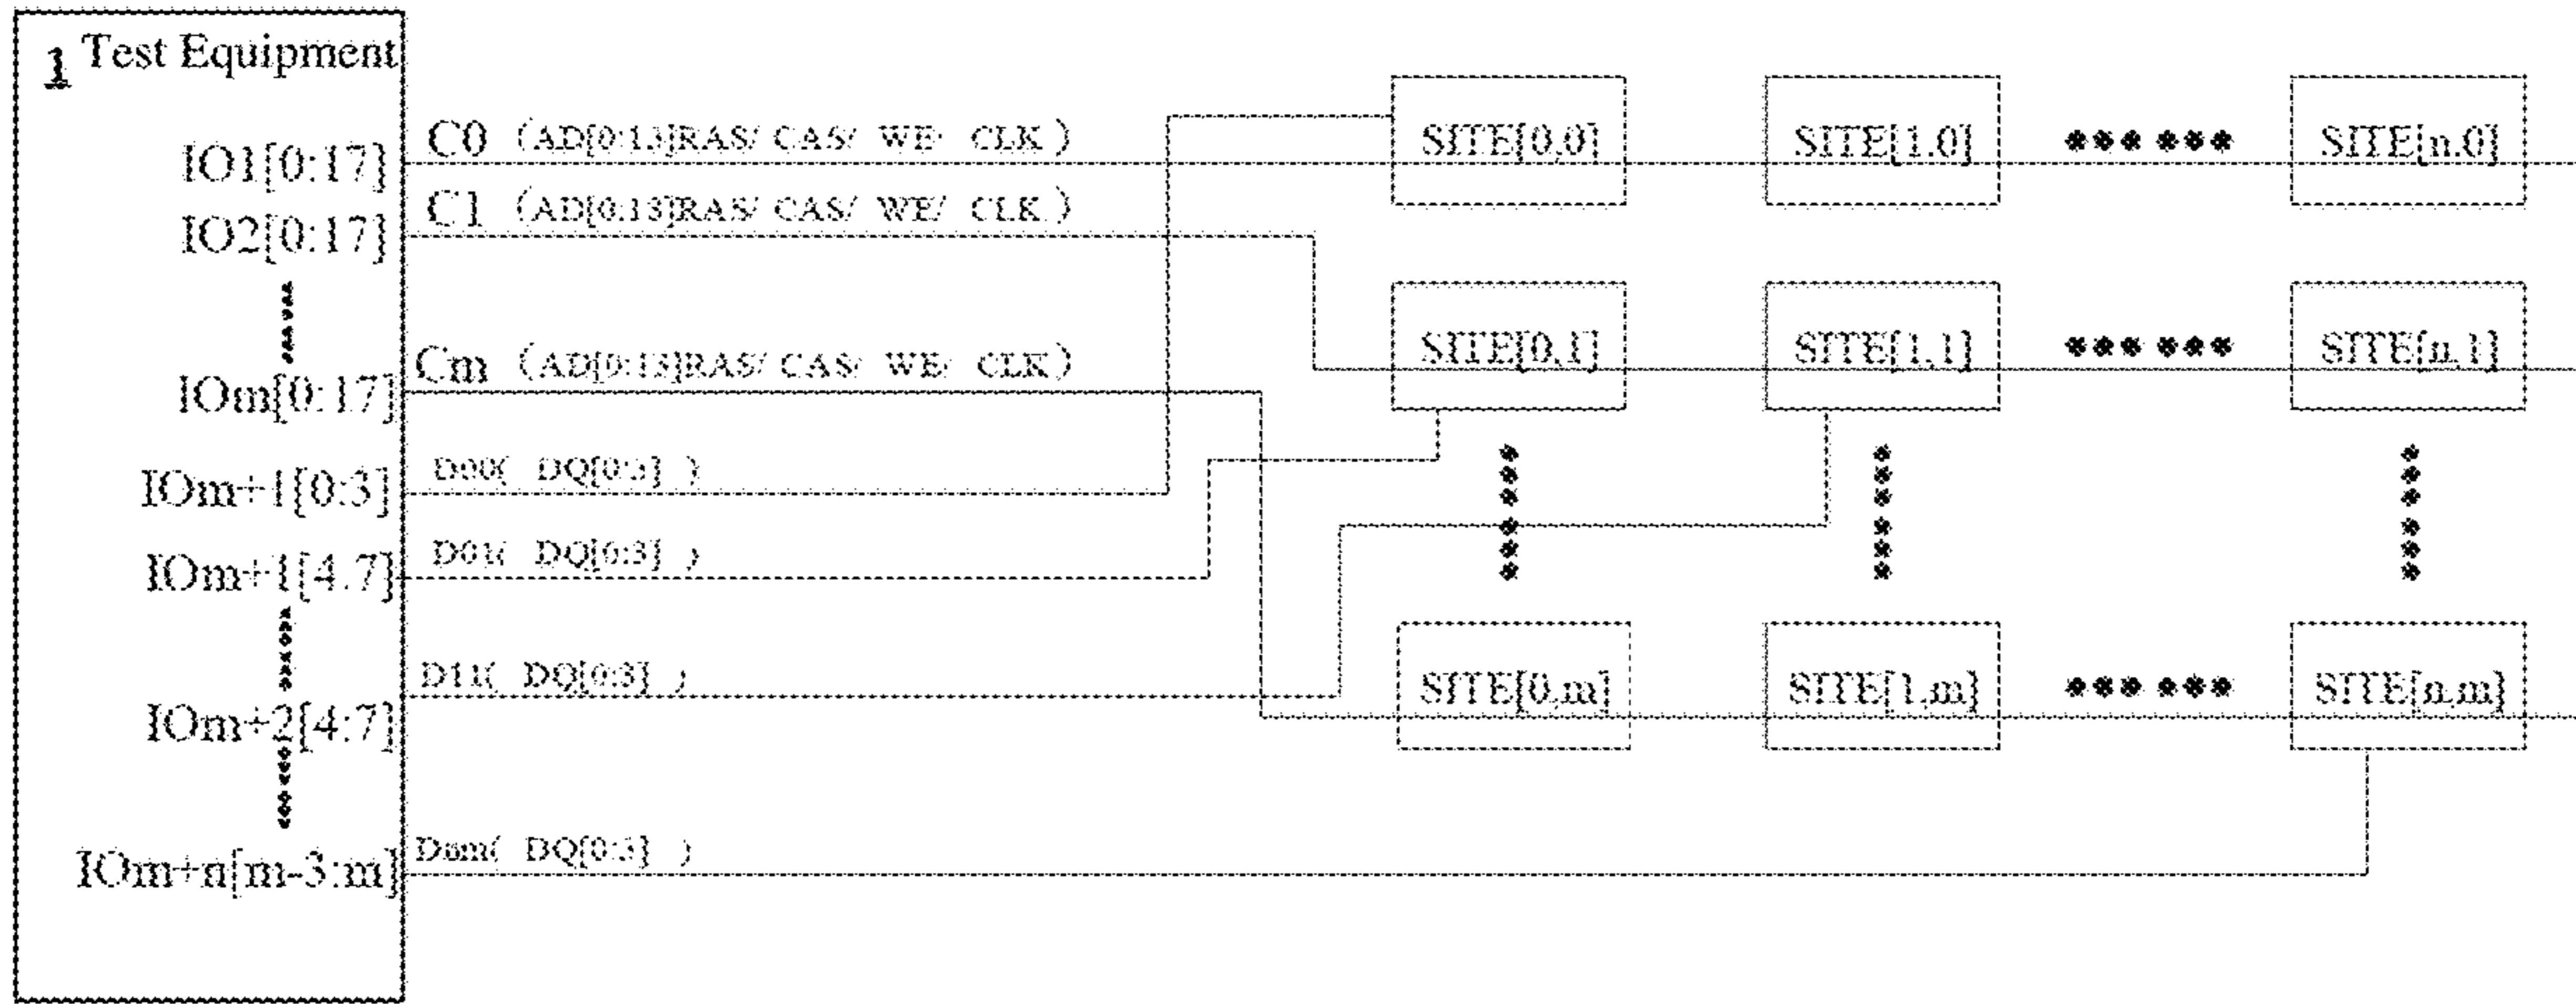 1 Test Equipment
IO1[0:17]
C0 (AD[0:13]RAS/ CAS/ WE/ CLK )
SITE[0,0]
SITE[1.0]
SITE[n.0]
IO2[0:17]
C1 (AD[0:13]RAS/ CAS/ WE/ CLK )
SITE[0,1]
SITE[1,1]
SITE[n,1]
IOm[0:17]
Cm (AD[0:13]RAS/ CAS/ WE/ CLK)
IOm+1[0:3]
D00( DQ[0:3] )
IOm+1[4.7]
D01( DQ[0:3] )
D11( DQ[0:3] )
IOm+2[4:7]
SITE[0,m]
SITE[1,m]
SITE[n,m]
IOm+n[m-3:m]
Dnm( DQ[0:3] )